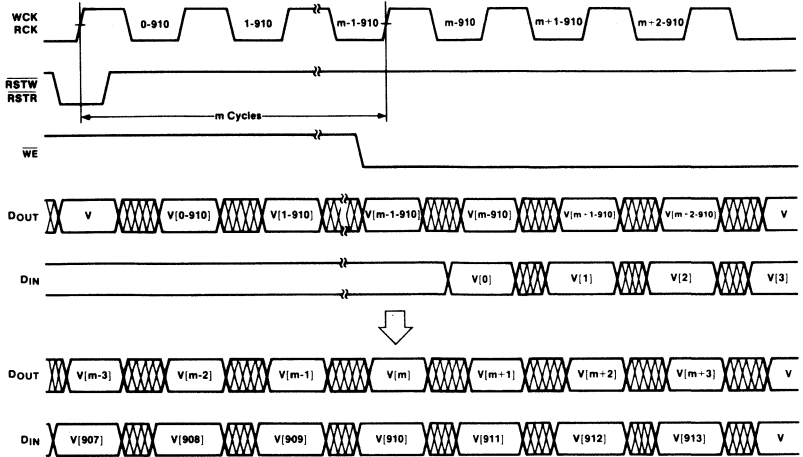 WCK
RCK
0-910
1-910
m-1-910
m-910
m+1-910
m+2-910
RSTW
RSTR
m Cycles
WE
DOUT
V
V[0-910]
V[1-910]
V[m-1-910]
V[m-910]
V[m - 1-910]
V[m - 2-910]
V
DIN
V[0]
V[1]
V[2]
V[3]
DOUT
V[m-3]
V[m-2]
V[m-1]
V[m]
V[m+1]
V[m+2]
V[m+3]
V
DIN
V[907]
V[908]
V[909]
V[910]
V[911]
V[912]
V[913]
V